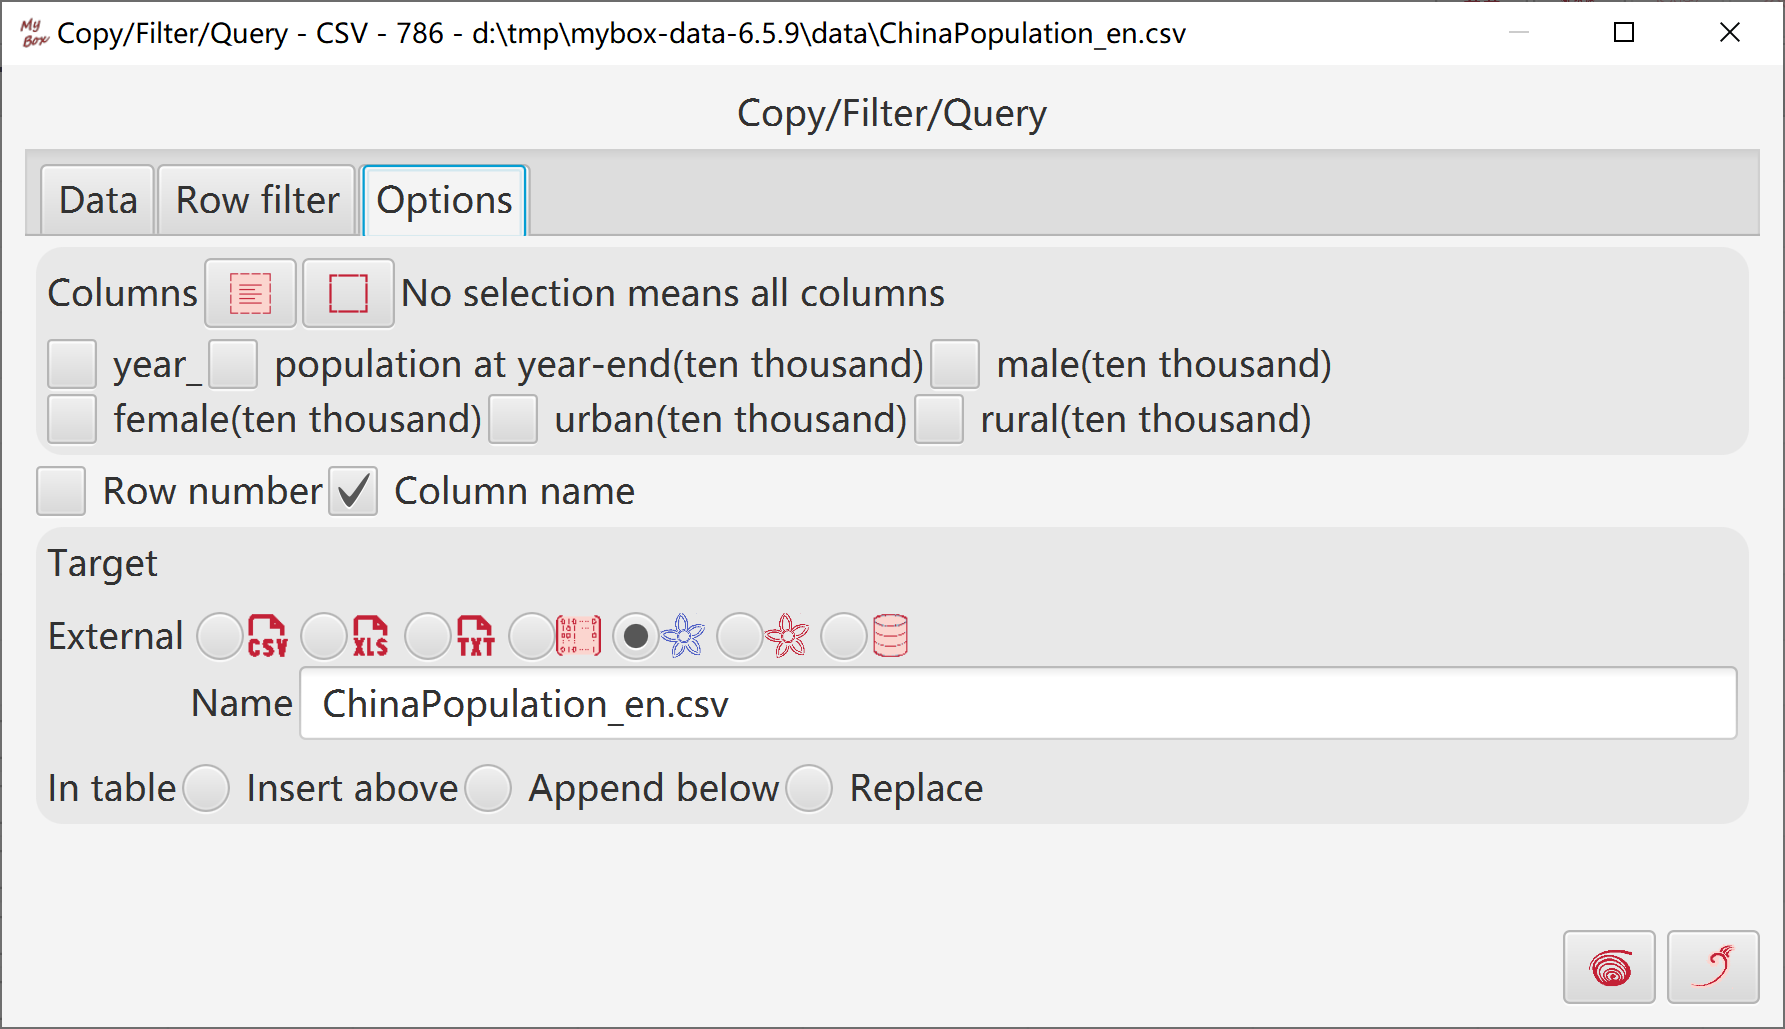 My Box Copy/Filter/Query - CSV - 786 - d:\tmp\mybox-data-6.5.9\data\ChinaPopulation_en.csv
Copy/Filter/Query
Data Row filter Options
Columns No selection means all columns
year_ population at year-end(ten thousand) male(ten thousand)
female(ten thousand) urban(ten thousand) rural(ten thousand)
Row number Column name
Target
External CSV XLS TXT
Name ChinaPopulation_en.csv
In table Insert above Append below Replace